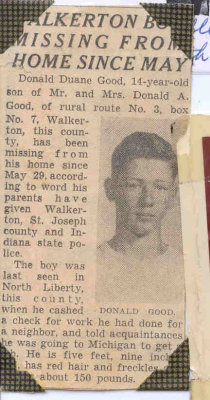 ALKERTON BO
MISSING FROM
HOME SINCE MAY
Donald Duane Good, 14-year-old
son of Mr. and Mrs. Donald A.
Good, of rural route No. 3, box
No. 7, Walker-
ton, this coun-
ty, has been
missing from
his home since
May 29, accord-
ing to word his
parents have
given Walker-
ton, St. Joseph
county and In-
diana state po-
lice.
The boy was
last seen in
North Liberty,
this county,
when he cashed
DONALD GOOD.
a check for work he had done for
a neighbor, and told acquaintances
he was going to Michigan to get
He is five feet, nine inch
has red hair and freckles
about 150 pounds.